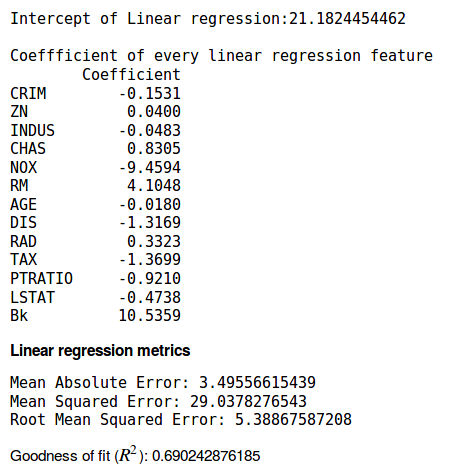 Intercept of Linear regression:21.1824454462
Coeffficient of every linear regression feature
Coefficient
CRIM -0.1531
ZN 0.0400
INDUS -0.0483
CHAS 0.8305
NOX -9.4594
RM 4.1048
AGE -0.0180
DIS -1.3169
RAD 0.3323
TAX -1.3699
PTRATIO -0.9210
LSTAT -0.4738
Bk 10.5359
Linear regression metrics
Mean Absolute Error: 3.49556615439
Mean Squared Error: 29.0378276543
Root Mean Squared Error: 5.38867587208
Goodness of fit (R²): 0.690242876185